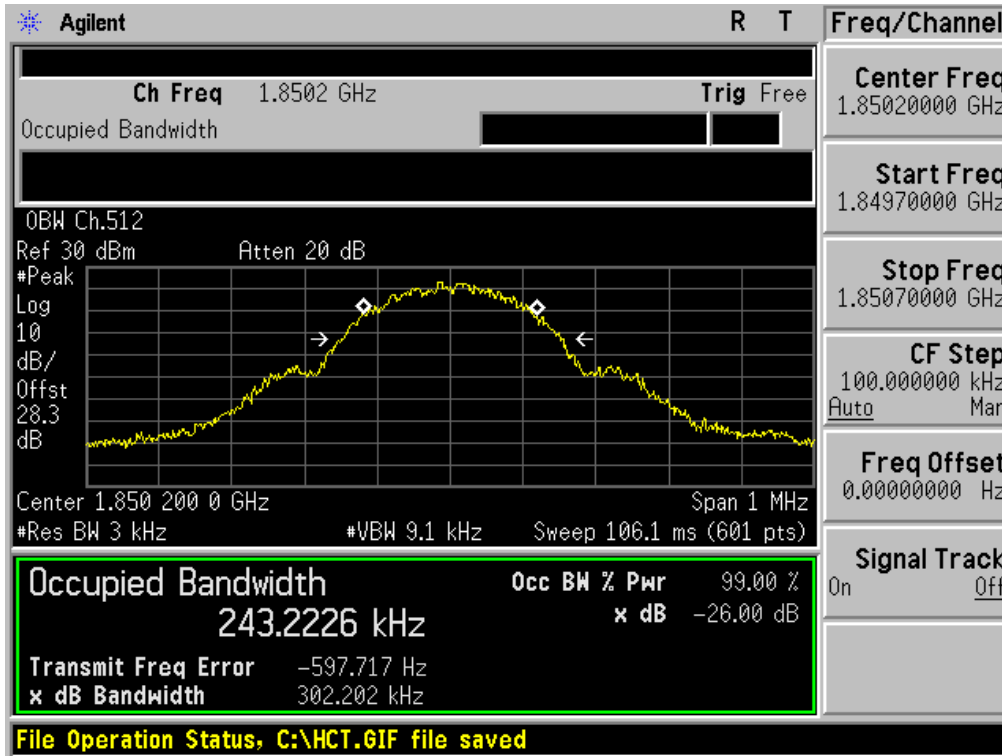 Agilent R T Freq/Channel
Ch Freq 1.8502 GHz Trig Free
Occupied Bandwidth
Center Freq
1.85020000 GHz
Start Freq
1.84970000 GHz
Stop Freq
1.85070000 GHz
CF Step
100.000000 kHz
Auto Man
Freq Offset
0.00000000 Hz
Signal Track
On Off
OBW Ch.512
Ref 30 dBm Atten 20 dB
#Peak
Log
10
dB/
Offst
28.3
dB
Center 1.850 200 0 GHz Span 1 MHz
#Res BW 3 kHz #VBW 9.1 kHz Sweep 106.1 ms (601 pts)
Occupied Bandwidth Occ BW % Pwr 99.00 %
243.2226 kHz x dB -26.00 dB
Transmit Freq Error -597.717 Hz
x dB Bandwidth 302.202 kHz
File Operation Status, C:\HCT.GIF file saved